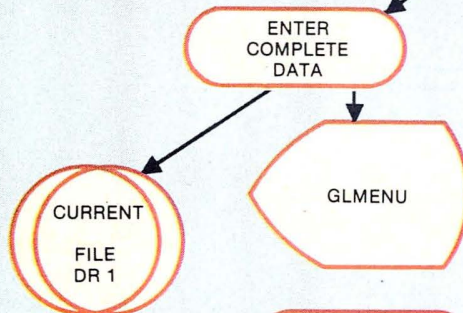 ENTER
COMPLETE
DATA
GLMENU
CURRENT
FILE
DR 1